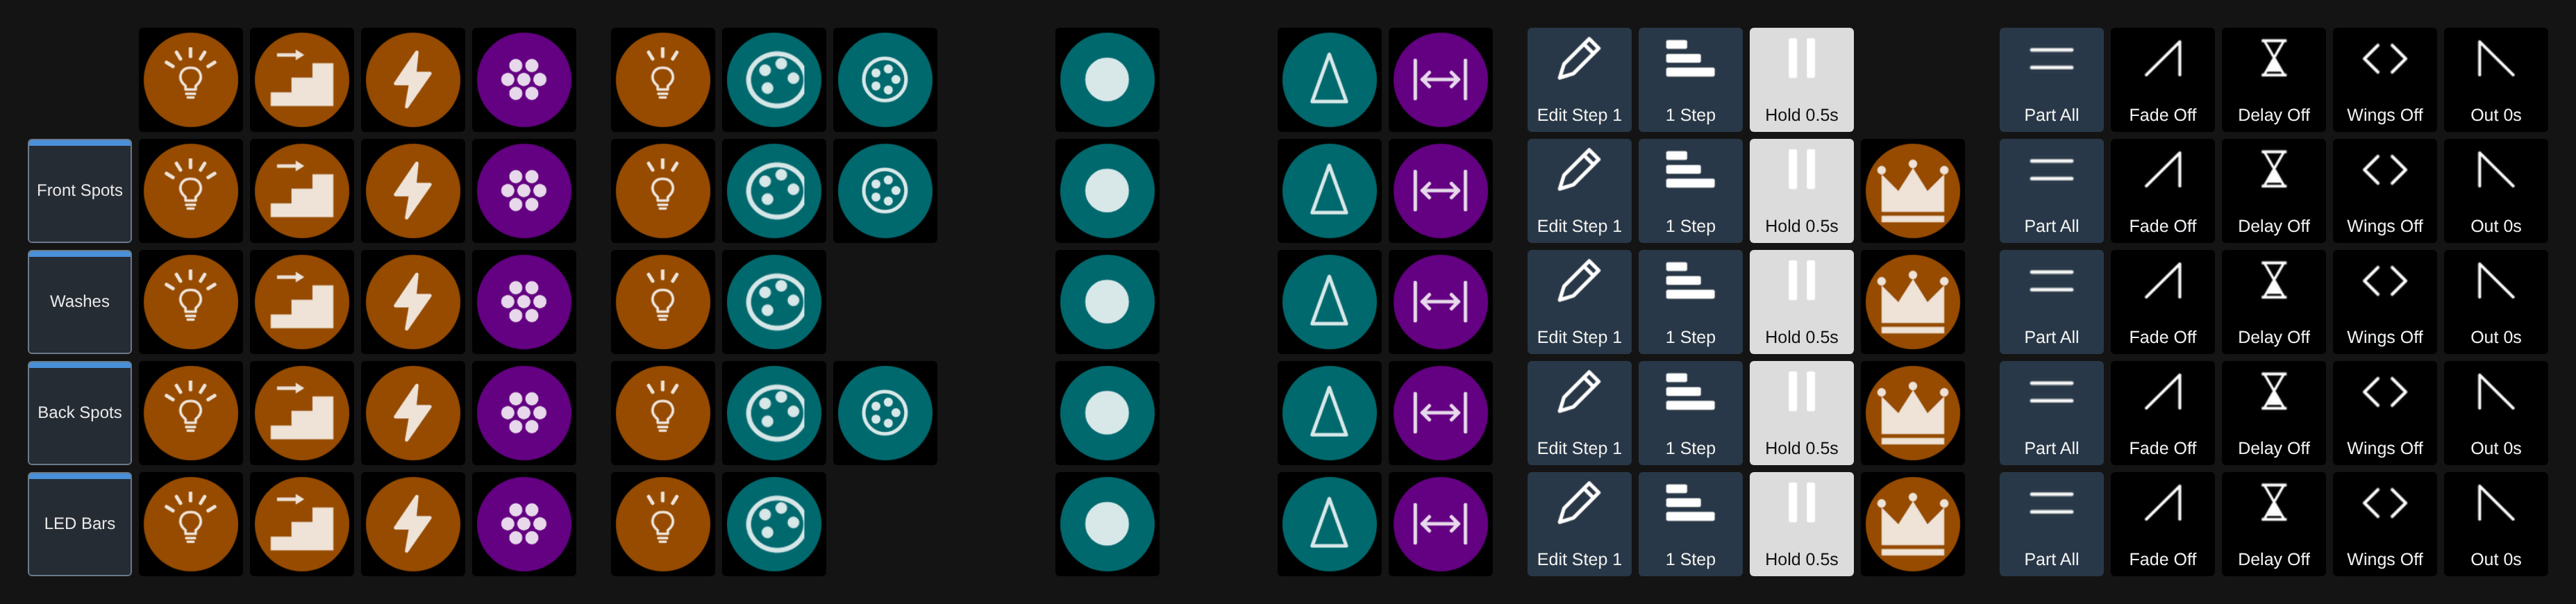 Edit Step 1 1 Step Hold 0.5s Part All Fade Off Delay Off Wings Off Out 0s
Front Spots Edit Step 1 1 Step Hold 0.5s Part All Fade Off Delay Off Wings Off Out 0s
Washes Edit Step 1 1 Step Hold 0.5s Part All Fade Off Delay Off Wings Off Out 0s
Back Spots Edit Step 1 1 Step Hold 0.5s Part All Fade Off Delay Off Wings Off Out 0s
LED Bars Edit Step 1 1 Step Hold 0.5s Part All Fade Off Delay Off Wings Off Out 0s